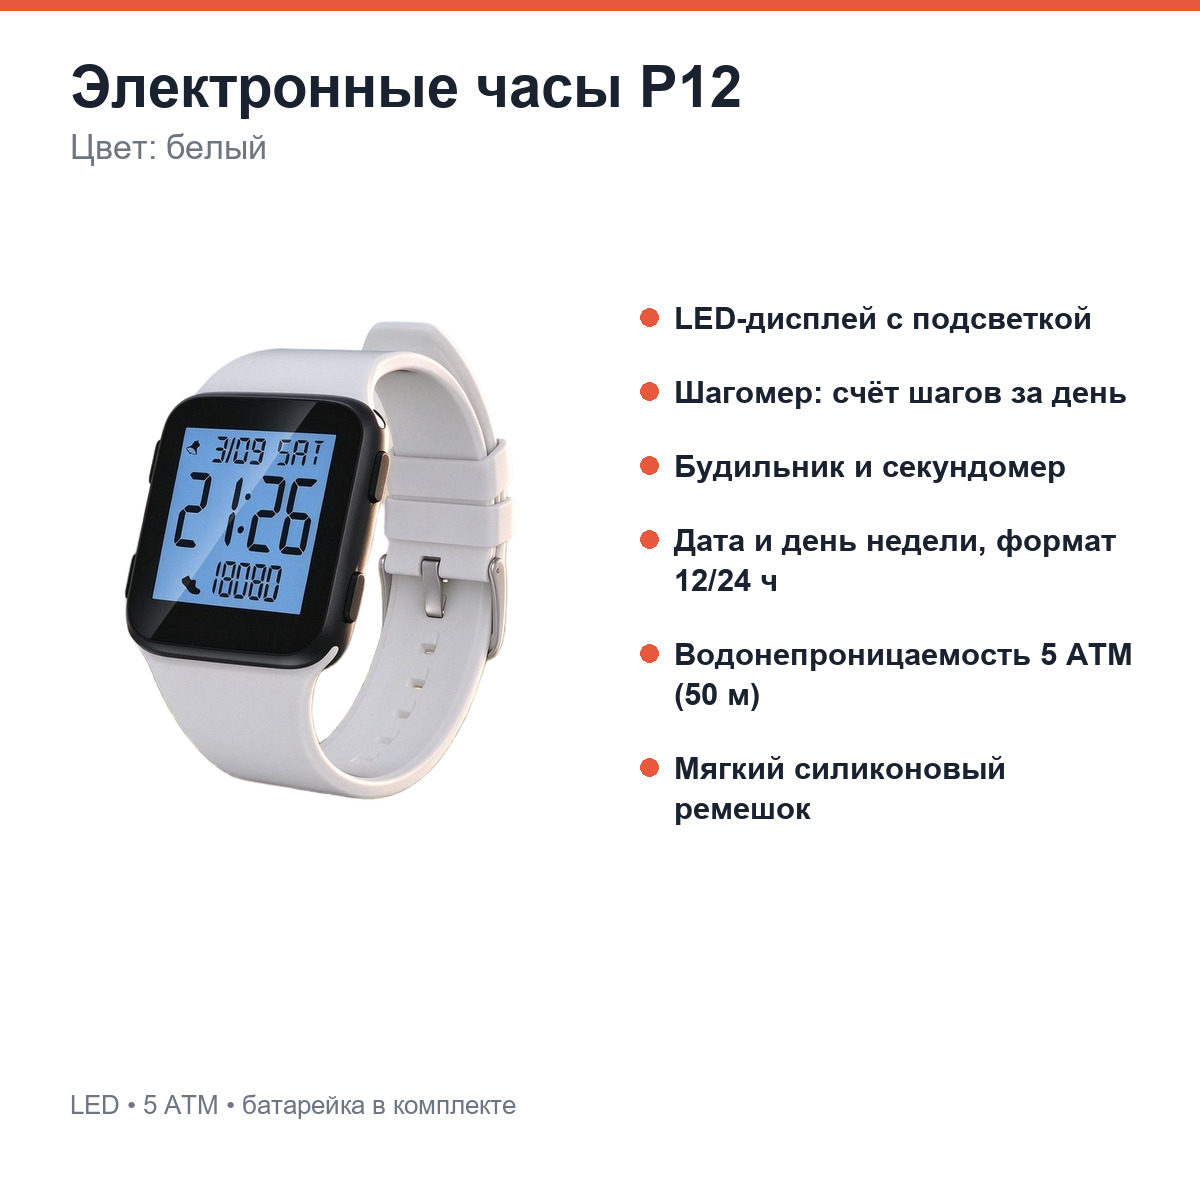 Электронные часы P12
Цвет: белый
3/09 SAT
21:26
18080
LED-дисплей с подсветкой
Шагомер: счёт шагов за день
Будильник и секундомер
Дата и день недели, формат
12/24 ч
Водонепроницаемость 5 ATM
(50 м)
Мягкий силиконовый
ремешок
LED • 5 ATM • батарейка в комплекте